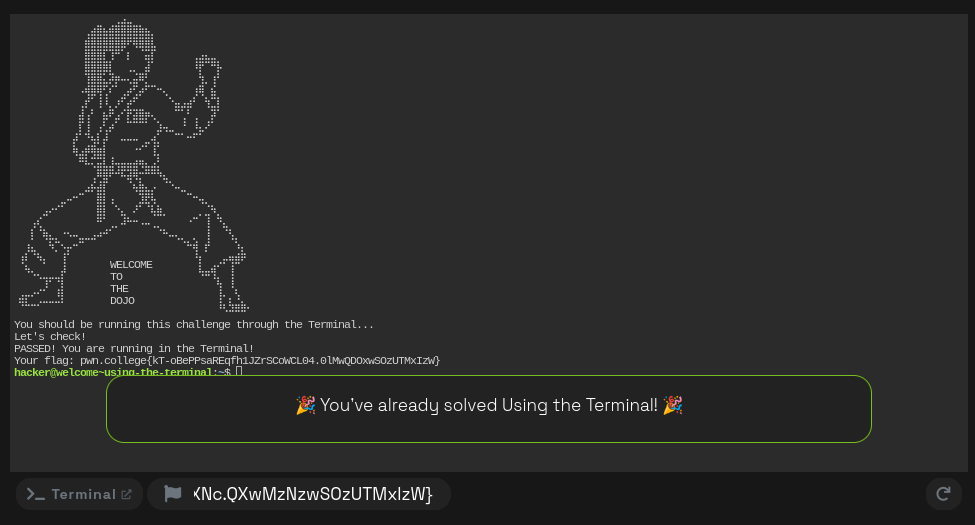 WELCOME
TO
THE
DOJO
You should be running this challenge through the Terminal...
Let's check!
PASSED! You are running in the Terminal!
Your flag: pwn.college{kT-oBePPsaREqfh1JZrSCoWCL04.0lMwQDOxwSOzUTMxIzW}
hacker@welcome~using-the-terminal:~$
🎉 You've already solved Using the Terminal! 🎉
Terminal
XNc.QXwMzNzwSOzUTMxIzW}